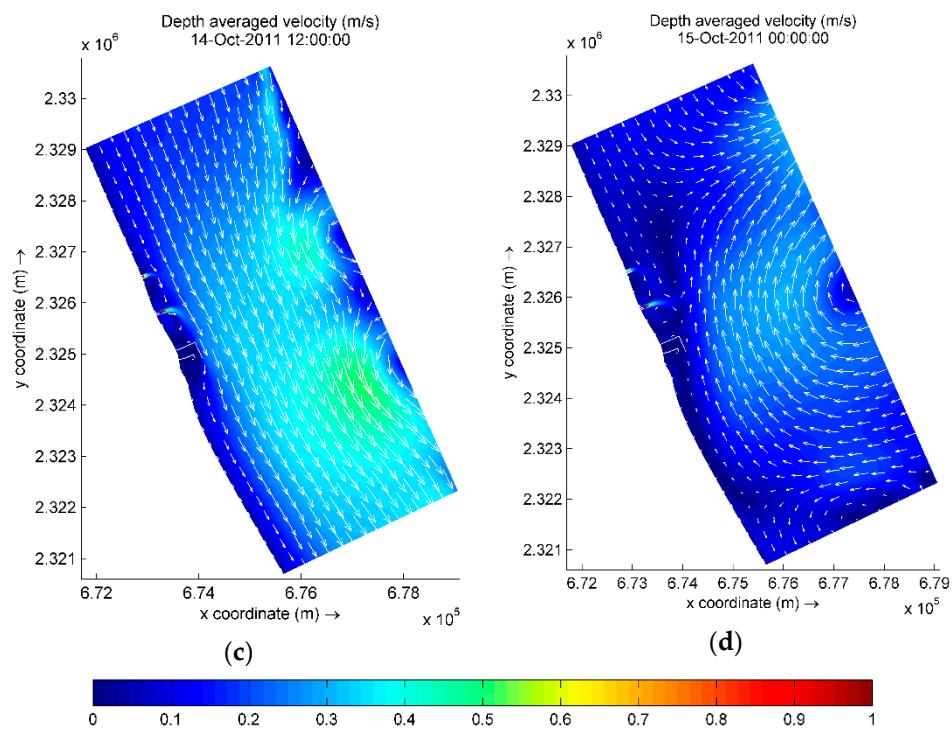 Depth averaged velocity (m/s)
14-Oct-2011 12:00:00
x 10^6
2.33
2.329
2.328
2.327
2.326
2.325
2.324
2.323
2.322
2.321
y coordinate (m) →
6.72
6.74
6.76
6.78
x coordinate (m) →
x 10^5
(c)
Depth averaged velocity (m/s)
15-Oct-2011 00:00:00
x 10^6
2.33
2.329
2.328
2.327
2.326
2.325
2.324
2.323
2.322
2.321
y coordinate (m) →
6.72 6.73 6.74 6.75 6.76 6.77 6.78 6.79
x coordinate (m) →
x 10^5
(d)
0 0.1 0.2 0.3 0.4 0.5 0.6 0.7 0.8 0.9 1